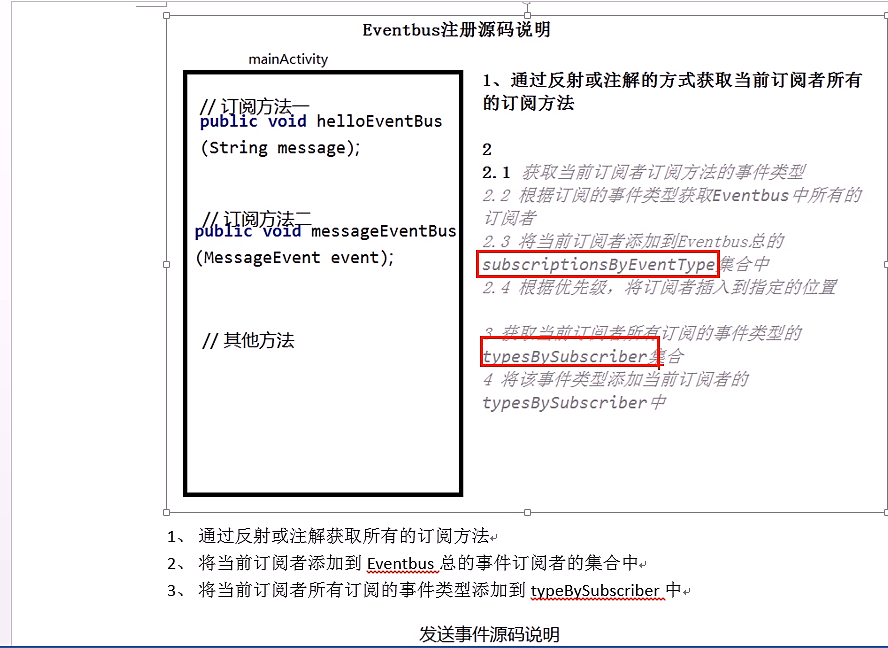 Eventbus注册源码说明
mainActivity
// 订阅方法一
public void helloEventBus
(String message);
// 订阅方法二
public void messageEventBus
(MessageEvent event);
// 其他方法
1、通过反射或注解的方式获取当前订阅者所有
的订阅方法
2
2.1 获取当前订阅者订阅方法的事件类型
2.2 根据订阅的事件类型获取Eventbus中所有的
订阅者
2.3 将当前订阅者添加到Eventbus总的
subscriptionsByEventType集合中
2.4 根据优先级，将订阅者插入到指定的位置
3 获取当前订阅者所有订阅的事件类型的
typesBySubscriber集合
4 将该事件类型添加当前订阅者的
typesBySubscriber中
1、 通过反射或注解获取所有的订阅方法
2、 将当前订阅者添加到 Eventbus 总的事件订阅者的集合中
3、 将当前订阅者所有订阅的事件类型添加到 typeBySubscriber 中
发送事件源码说明